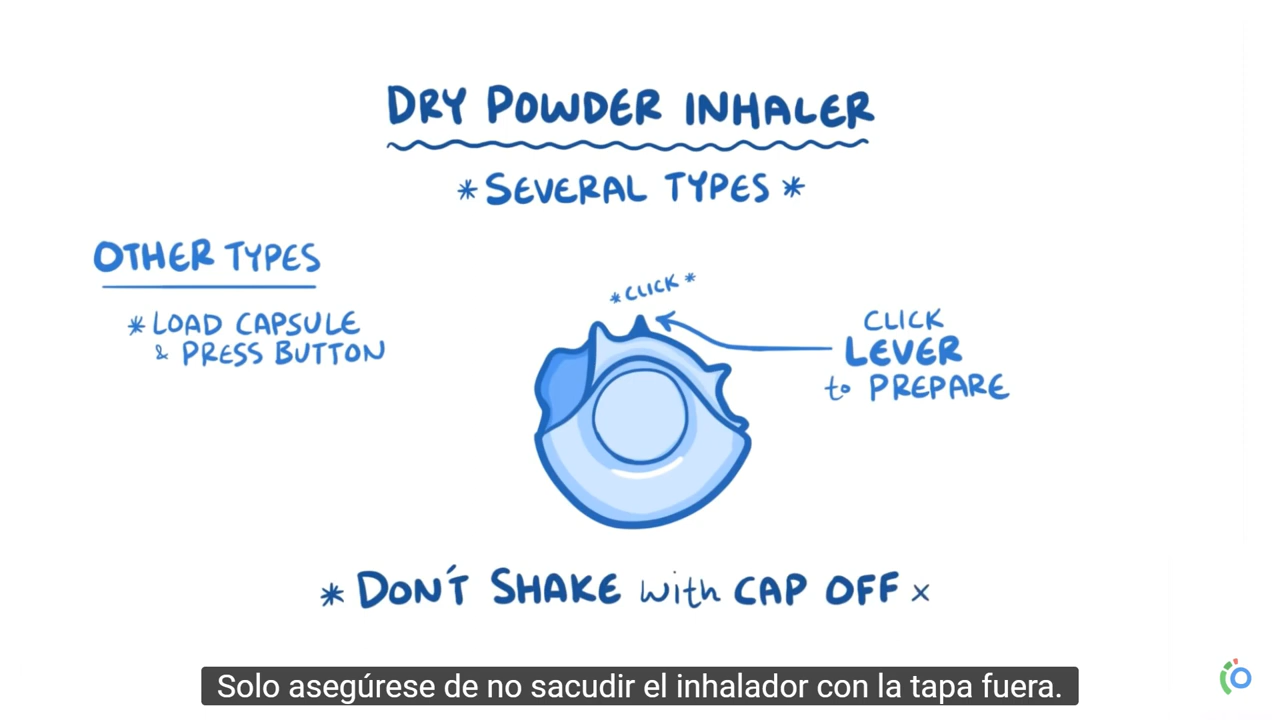 DRY POWDER INHALER
* SEVERAL TYPES *
OTHER TYPES
* LOAD CAPSULE
& PRESS BUTTON
* CLICK *
CLICK
LEVER
to PREPARE
* DON'T SHAKE with CAP OFF ×
Solo asegúrese de no sacudir el inhalador con la tapa fuera.